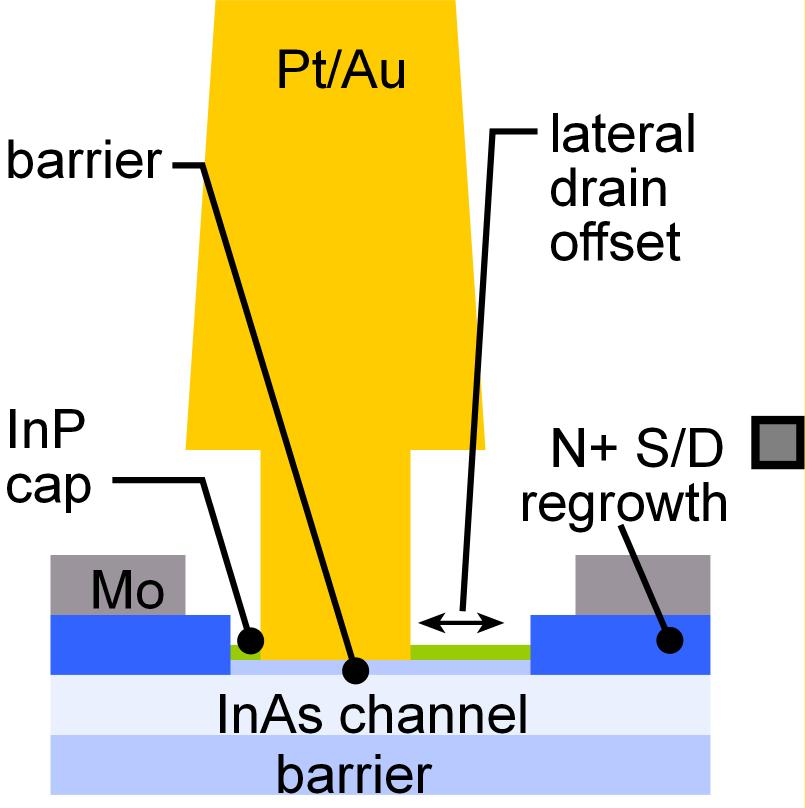 Pt/Au
barrier
lateral
drain
offset
InP
cap
N+ S/D
regrowth
Mo
InAs channel
barrier